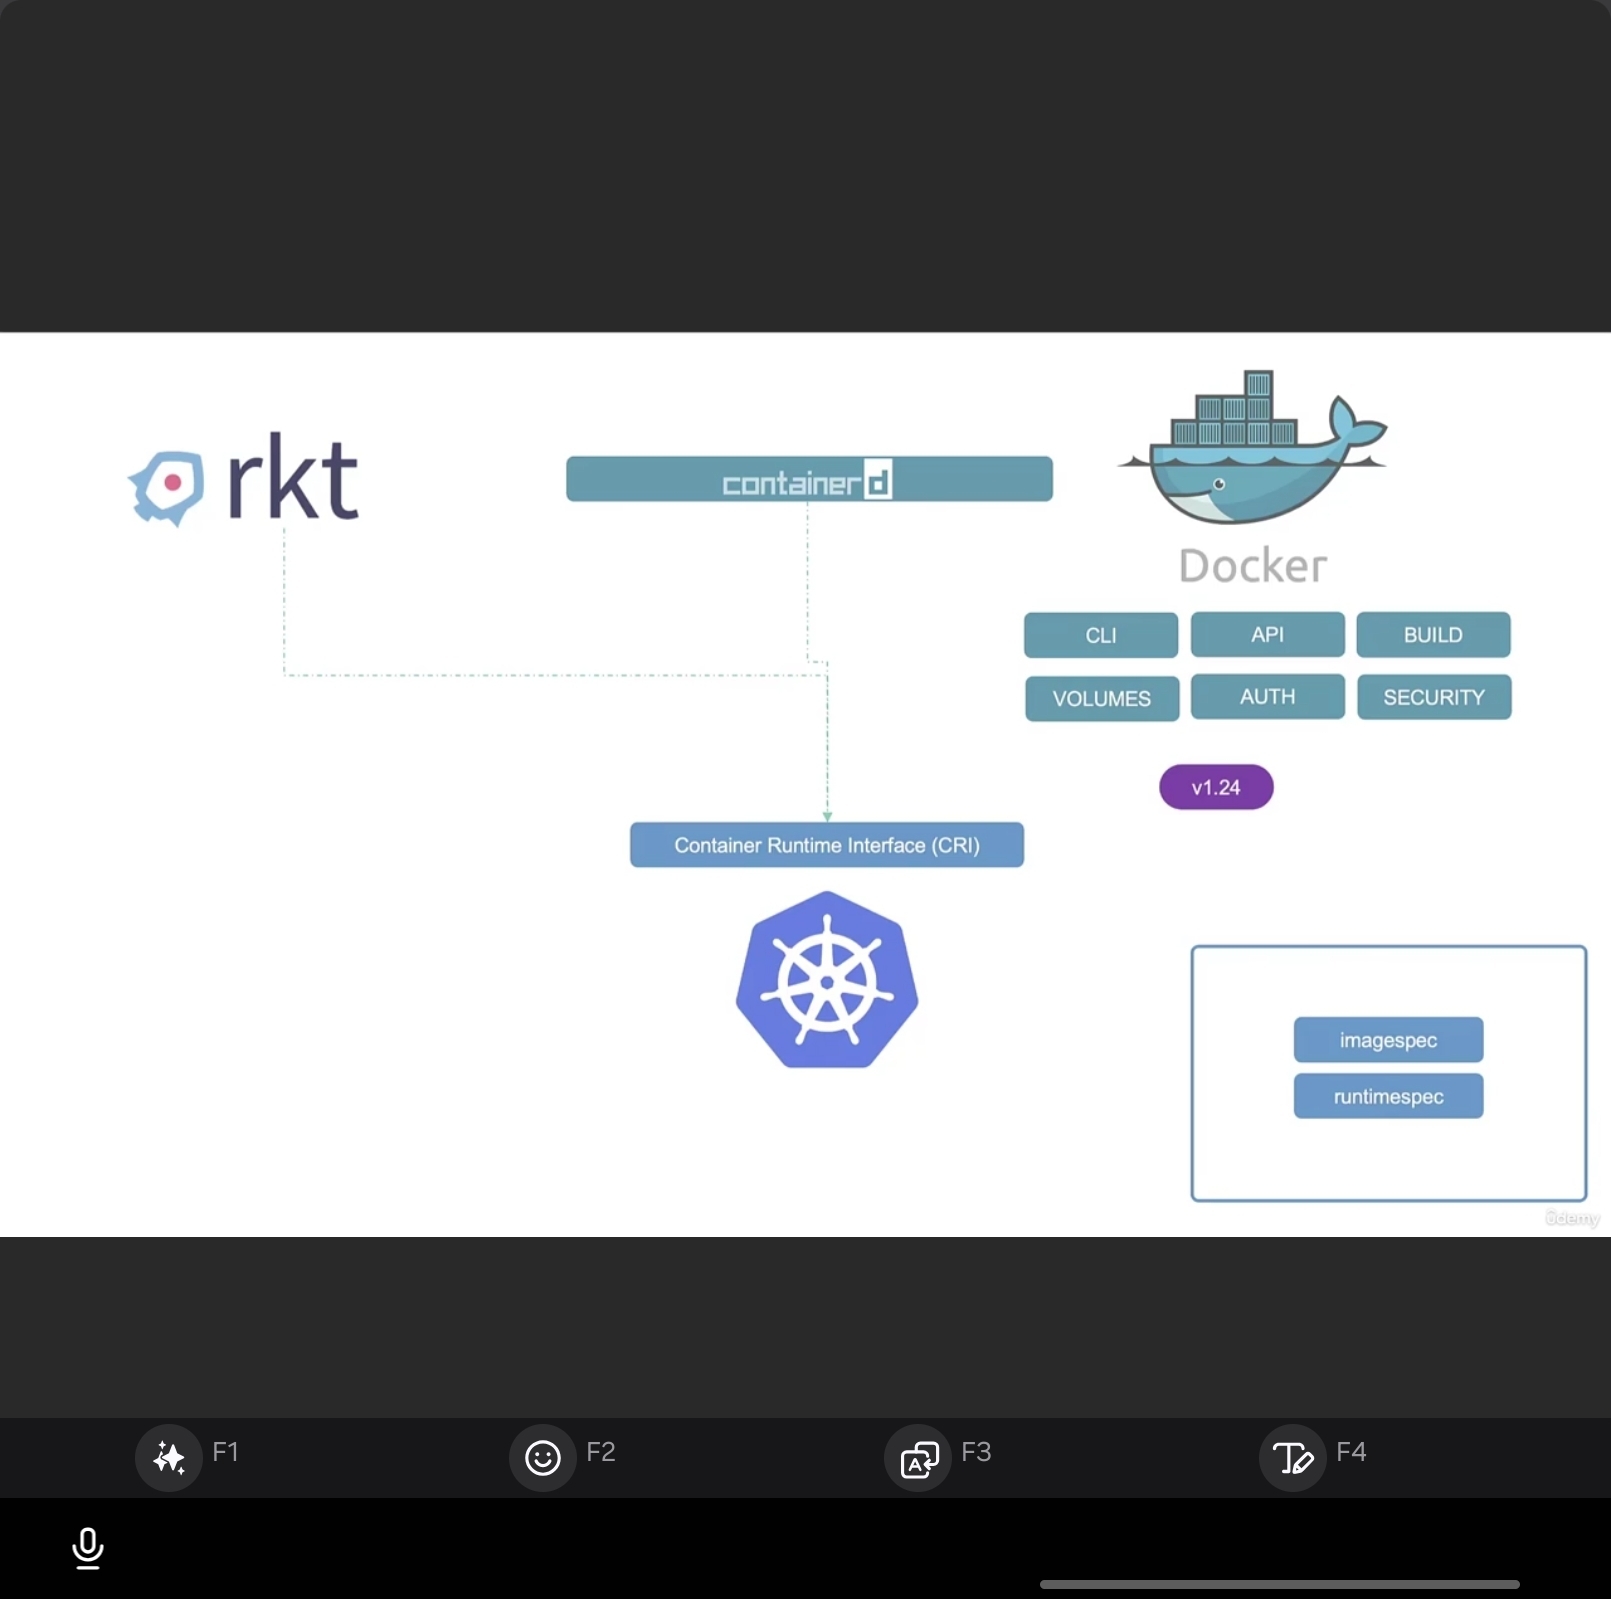 rkt
containerd
Docker
CLI
API
BUILD
VOLUMES
AUTH
SECURITY
v1.24
Container Runtime Interface (CRI)
imagespec
runtimespec
ûdemy
F1
F2
F3
F4